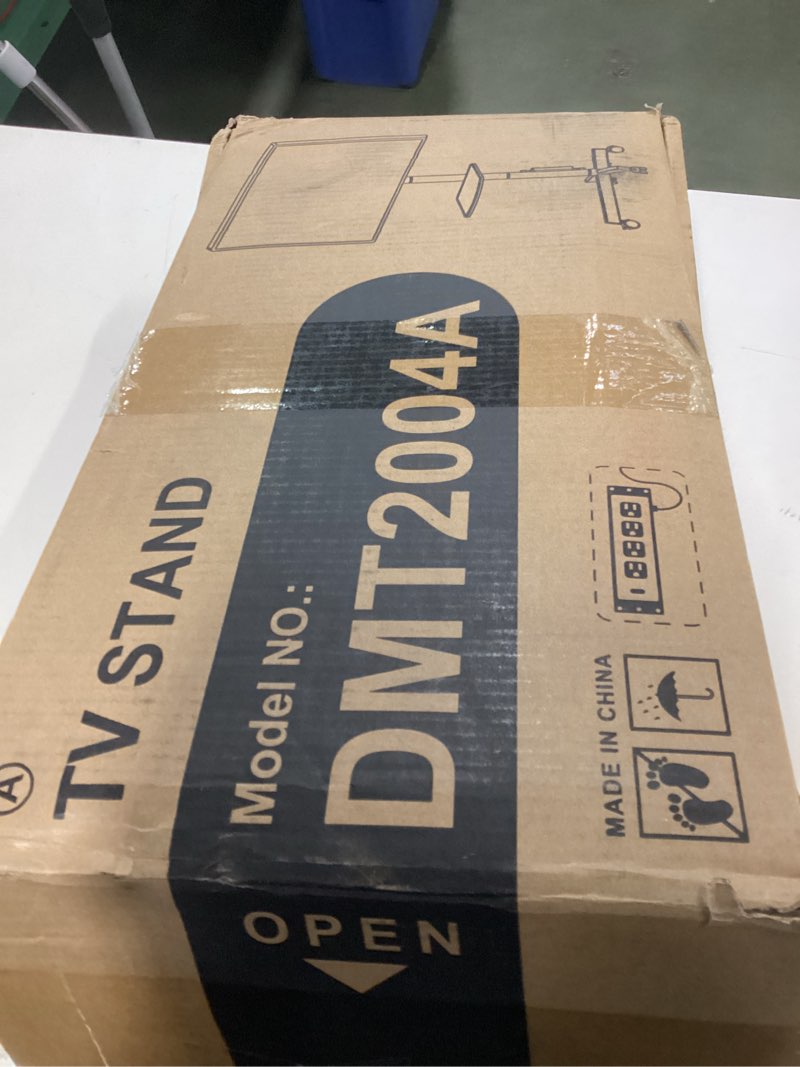 Ⓐ
TV STAND
Model NO.:
DMT2004A
MADE IN CHINA
OPEN